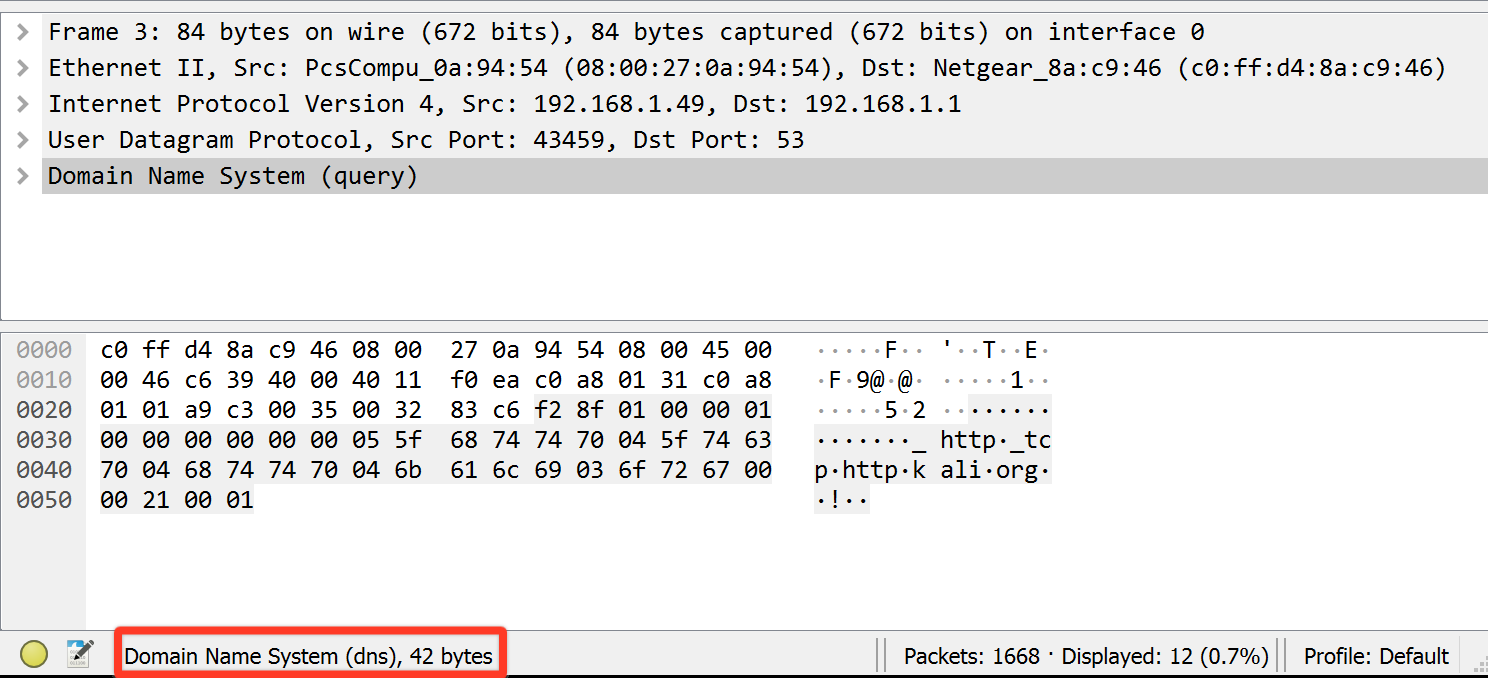 Frame 3: 84 bytes on wire (672 bits), 84 bytes captured (672 bits) on interface 0
Ethernet II, Src: PcsCompu_0a:94:54 (08:00:27:0a:94:54), Dst: Netgear_8a:c9:46 (c0:ff:d4:8a:c9:46)
Internet Protocol Version 4, Src: 192.168.1.49, Dst: 192.168.1.1
User Datagram Protocol, Src Port: 43459, Dst Port: 53
Domain Name System (query)
0000 c0 ff d4 8a c9 46 08 00 27 0a 94 54 08 00 45 00 ·····F·· '··T··E·
0010 00 46 c6 39 40 00 40 11 f0 ea c0 a8 01 31 c0 a8 ·F·9@·@· ·····1··
0020 01 01 a9 c3 00 35 00 32 83 c6 f2 8f 01 00 00 01 ·····5·2 ········
0030 00 00 00 00 00 00 05 5f 68 74 74 70 04 5f 74 63 ·······_ http·_tc
0040 70 04 68 74 74 70 04 6b 61 6c 69 03 6f 72 67 00 p·http·k ali·org·
0050 00 21 00 01 ·!··
Domain Name System (dns), 42 bytes Packets: 1668 · Displayed: 12 (0.7%) Profile: Default